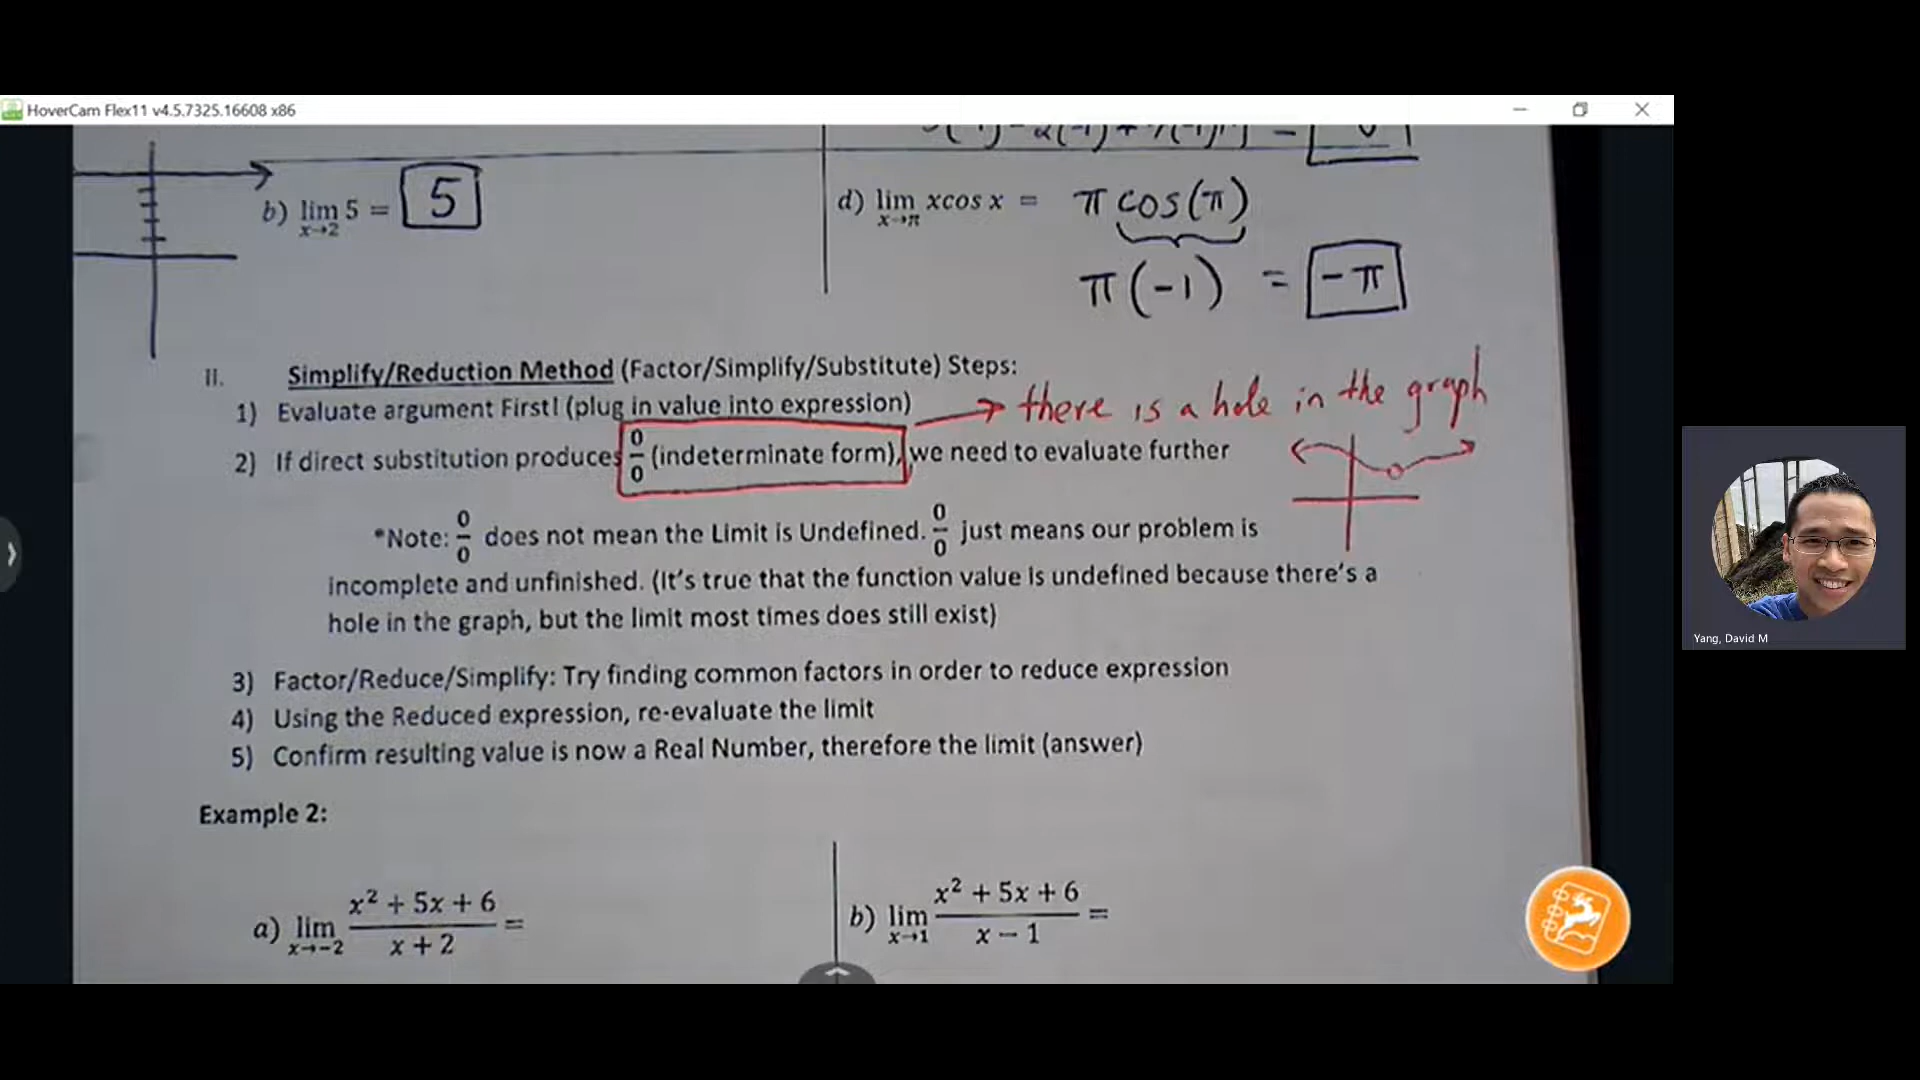 HoverCam Flex11 v4.5.7325.16608 x86
b) lim 5 = 5
x→2
d) lim x cos x = π cos(π)
x→π
π(-1) = -π
II. Simplify/Reduction Method (Factor/Simplify/Substitute) Steps:
1) Evaluate argument First! (plug in value into expression)
→ there is a hole in the graph
2) If direct substitution produces 0/0 (indeterminate form), we need to evaluate further
*Note: 0/0 does not mean the Limit is Undefined. 0/0 just means our problem is
incomplete and unfinished. (It's true that the function value is undefined because there's a
hole in the graph, but the limit most times does still exist)
3) Factor/Reduce/Simplify: Try finding common factors in order to reduce expression
4) Using the Reduced expression, re-evaluate the limit
5) Confirm resulting value is now a Real Number, therefore the limit (answer)
Yang, David M
Example 2:
a) lim x→-2 (x² + 5x + 6)/(x + 2) =
b) lim x→1 (x² + 5x + 6)/(x − 1) =